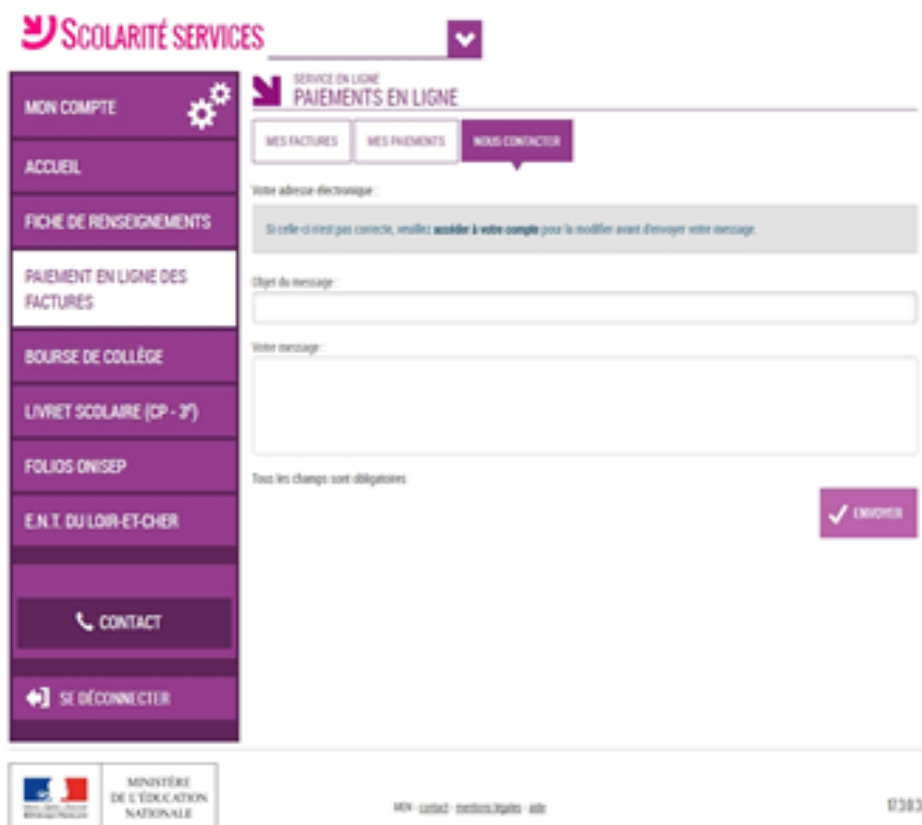 SCOLARITÉ SERVICES
MON COMPTE
ACCUEIL
FICHE DE RENSEIGNEMENTS
PAIEMENT EN LIGNE DES
FACTURES
BOURSE DE COLLÈGE
LIVRET SCOLAIRE (CP - 3e)
FOLIOS ONISEP
E.N.T. DU LOIR-ET-CHER
CONTACT
SE DÉCONNECTER
SERVICE EN LIGNE
PAIEMENTS EN LIGNE
MES FACTURES
MES PAIEMENTS
NOUS CONTACTER
Votre adresse électronique :
Si celle-ci n'est pas correcte, veuillez accéder à votre compte pour la modifier avant d'envoyer votre message.
Objet du message :
Votre message :
Tous les champs sont obligatoires
ENVOYER
MINISTÈRE
DE L'ÉDUCATION
NATIONALE
MEN - contact - mentions légales - aide